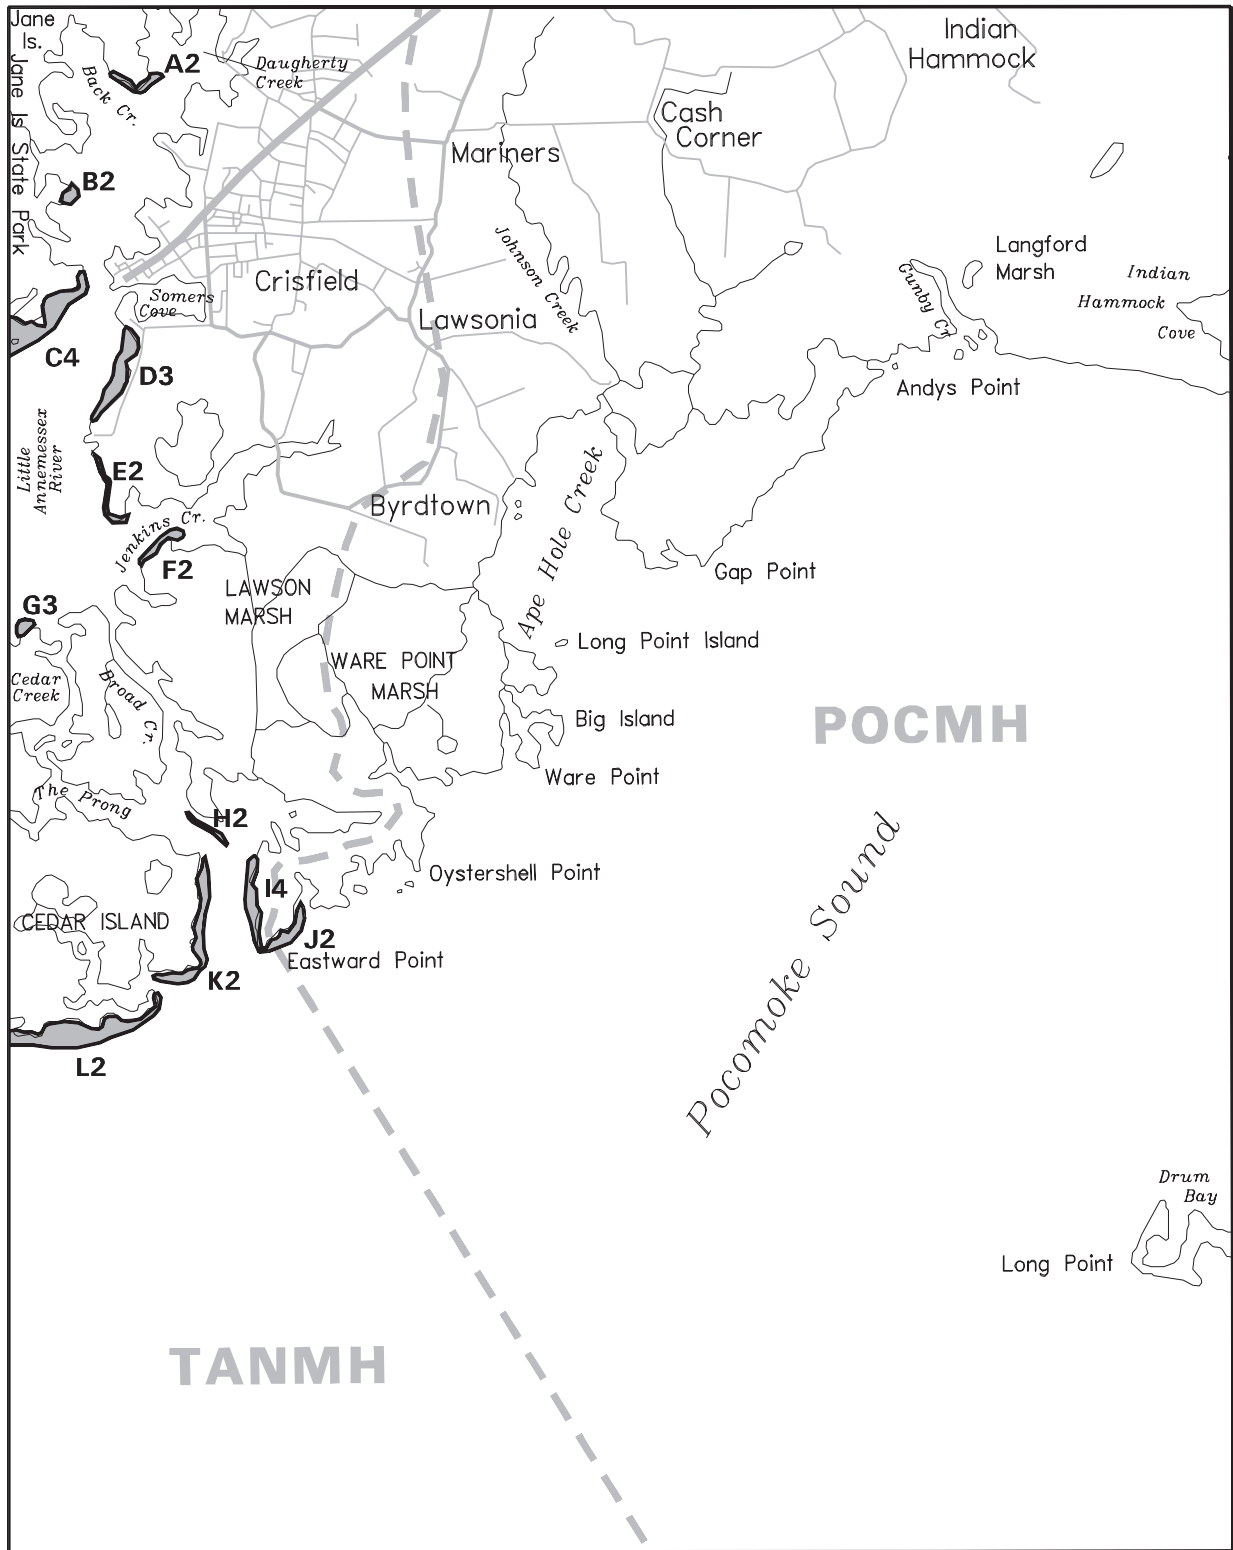 Jane
Is.
Jane Is State Park
A2
Back Cr.
Daugherty
Creek
Indian
Hammock
Cash
Corner
Mariners
B2
Johnson Creek
Crisfield
Somers
Cove
Lawsonia
Gunby Cr
Langford
Marsh
Indian
Hammock
Cove
C4
D3
Andys Point
Little
Annemessex
River
E2
Byrdtown
Ape Hole Creek
Jenkins Cr.
F2
Gap Point
LAWSON
MARSH
G3
Long Point Island
WARE POINT
MARSH
Cedar
Creek
Broad Cr.
Big Island
POCMH
Ware Point
The Prong
H2
Oystershell Point
I4
CEDAR ISLAND
J2
Eastward Point
K2
Pocomoke Sound
L2
Drum
Bay
Long Point
TANMH